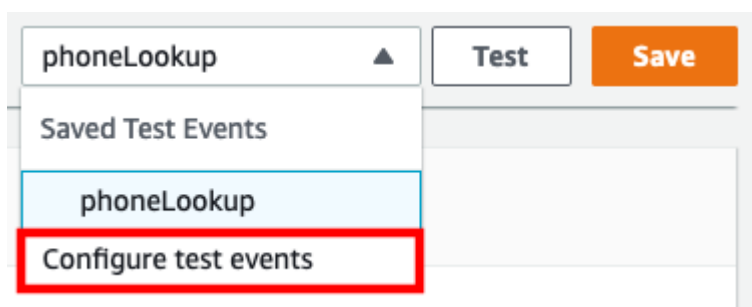 phoneLookup Test Save
Saved Test Events
phoneLookup
Configure test events